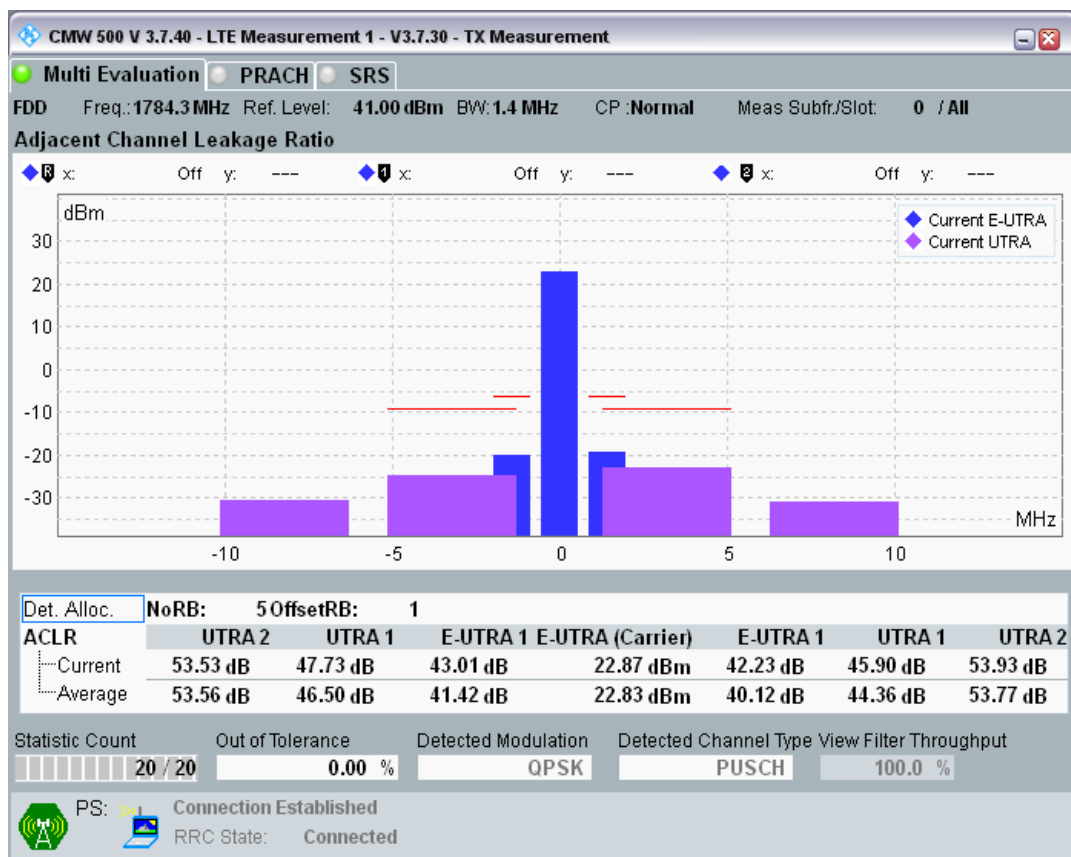 CMW 500 V 3.7.40 - LTE Measurement 1 - V3.7.30 - TX Measurement
Multi Evaluation PRACH SRS
FDD Freq.: 1784.3 MHz Ref. Level: 41.00 dBm BW: 1.4 MHz CP : Normal Meas Subfr./Slot: 0 / All
Adjacent Channel Leakage Ratio
R x: Off y: --- 1 x: Off y: --- 2 x: Off y: ---
dBm
Current E-UTRA
Current UTRA
30
20
10
0
-10
-20
-30
MHz
-10 -5 0 5 10
Det. Alloc. NoRB: 5 OffsetRB: 1
ACLR UTRA 2 UTRA 1 E-UTRA 1 E-UTRA (Carrier) E-UTRA 1 UTRA 1 UTRA 2
Current 53.53 dB 47.73 dB 43.01 dB 22.87 dBm 42.23 dB 45.90 dB 53.93 dB
Average 53.56 dB 46.50 dB 41.42 dB 22.83 dBm 40.12 dB 44.36 dB 53.77 dB
Statistic Count Out of Tolerance Detected Modulation Detected Channel Type View Filter Throughput
20 / 20 0.00 % QPSK PUSCH 100.0 %
PS: Connection Established
RRC State: Connected